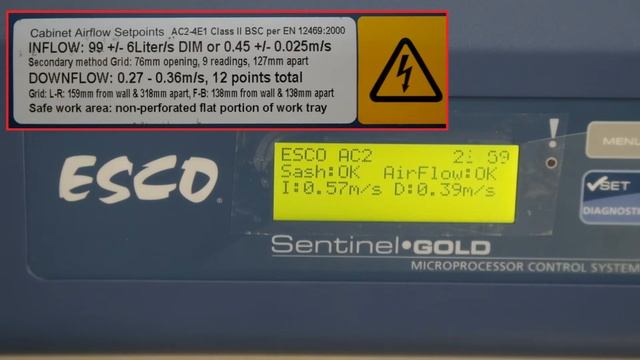 Cabinet Airflow Setpoints AC2-4E1 Class II BSC per EN 12469:2000
INFLOW: 99 +/- 6Liter/s DIM or 0.45 +/- 0.025m/s
Secondary method Grid: 76mm opening, 9 readings, 127mm apart
DOWNFLOW: 0.27 - 0.36m/s, 12 points total
Grid: L-R: 159mm from wall & 318mm apart, F-B: 138mm from wall & 138mm apart
Safe work area: non-perforated flat portion of work tray
ESCO®
ESCO AC2 2: 59
Sash:OK AirFlow:OK
I:0.57m/s D:0.39m/s
!
MENU
✓SET
DIAGNOSTI
Sentinel•GOLD
MICROPROCESSOR CONTROL SYSTEM